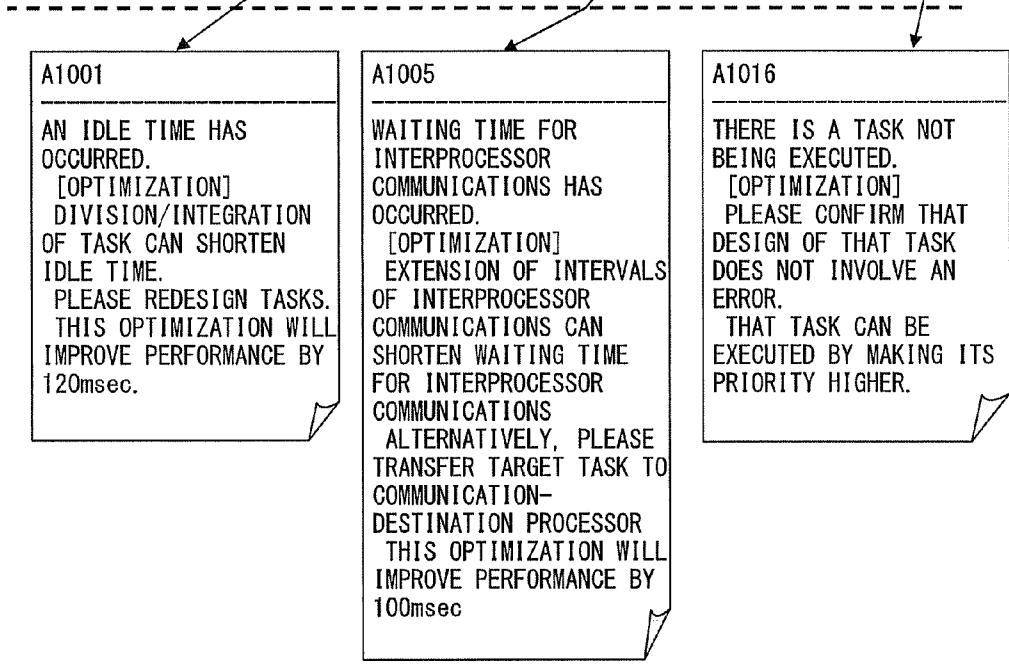 A1001
AN IDLE TIME HAS
OCCURRED.
[OPTIMIZATION]
DIVISION/INTEGRATION
OF TASK CAN SHORTEN
IDLE TIME.
PLEASE REDESIGN TASKS.
THIS OPTIMIZATION WILL
IMPROVE PERFORMANCE BY
120msec.
A1005
WAITING TIME FOR
INTERPROCESSOR
COMMUNICATIONS HAS
OCCURRED.
[OPTIMIZATION]
EXTENSION OF INTERVALS
OF INTERPROCESSOR
COMMUNICATIONS CAN
SHORTEN WAITING TIME
FOR INTERPROCESSOR
COMMUNICATIONS
ALTERNATIVELY, PLEASE
TRANSFER TARGET TASK TO
COMMUNICATION-
DESTINATION PROCESSOR
THIS OPTIMIZATION WILL
IMPROVE PERFORMANCE BY
100msec
A1016
THERE IS A TASK NOT
BEING EXECUTED.
[OPTIMIZATION]
PLEASE CONFIRM THAT
DESIGN OF THAT TASK
DOES NOT INVOLVE AN
ERROR.
THAT TASK CAN BE
EXECUTED BY MAKING ITS
PRIORITY HIGHER.